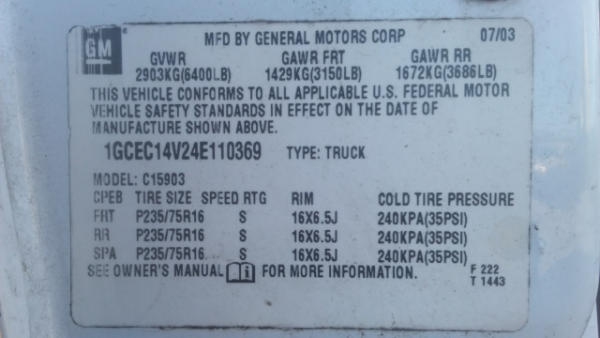 GM
MFD BY GENERAL MOTORS CORP 07/03
GVWR GAWR FRT GAWR RR
2903KG(6400LB) 1429KG(3150LB) 1672KG(3686LB)
THIS VEHICLE CONFORMS TO ALL APPLICABLE U.S. FEDERAL MOTOR
VEHICLE SAFETY STANDARDS IN EFFECT ON THE DATE OF
MANUFACTURE SHOWN ABOVE.
1GCEC14V24E110369 TYPE: TRUCK
MODEL: C15903
CPEB TIRE SIZE SPEED RTG RIM COLD TIRE PRESSURE
FRT P235/75R16 S 16X6.5J 240KPA(35PSI)
RR P235/75R16 S 16X6.5J 240KPA(35PSI)
SPA P235/75R16 S 16X6.5J 240KPA(35PSI)
SEE OWNER'S MANUAL FOR MORE INFORMATION. F 222
T 1443